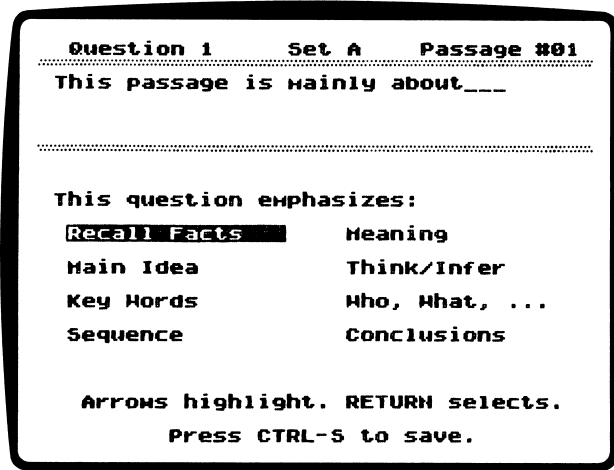 Question 1 Set A Passage #01
This passage is mainly about___
This question emphasizes:
Recall Facts Meaning
Main Idea Think/Infer
Key Words Who, What, ...
Sequence Conclusions
Arrows highlight. RETURN selects.
Press CTRL-S to save.